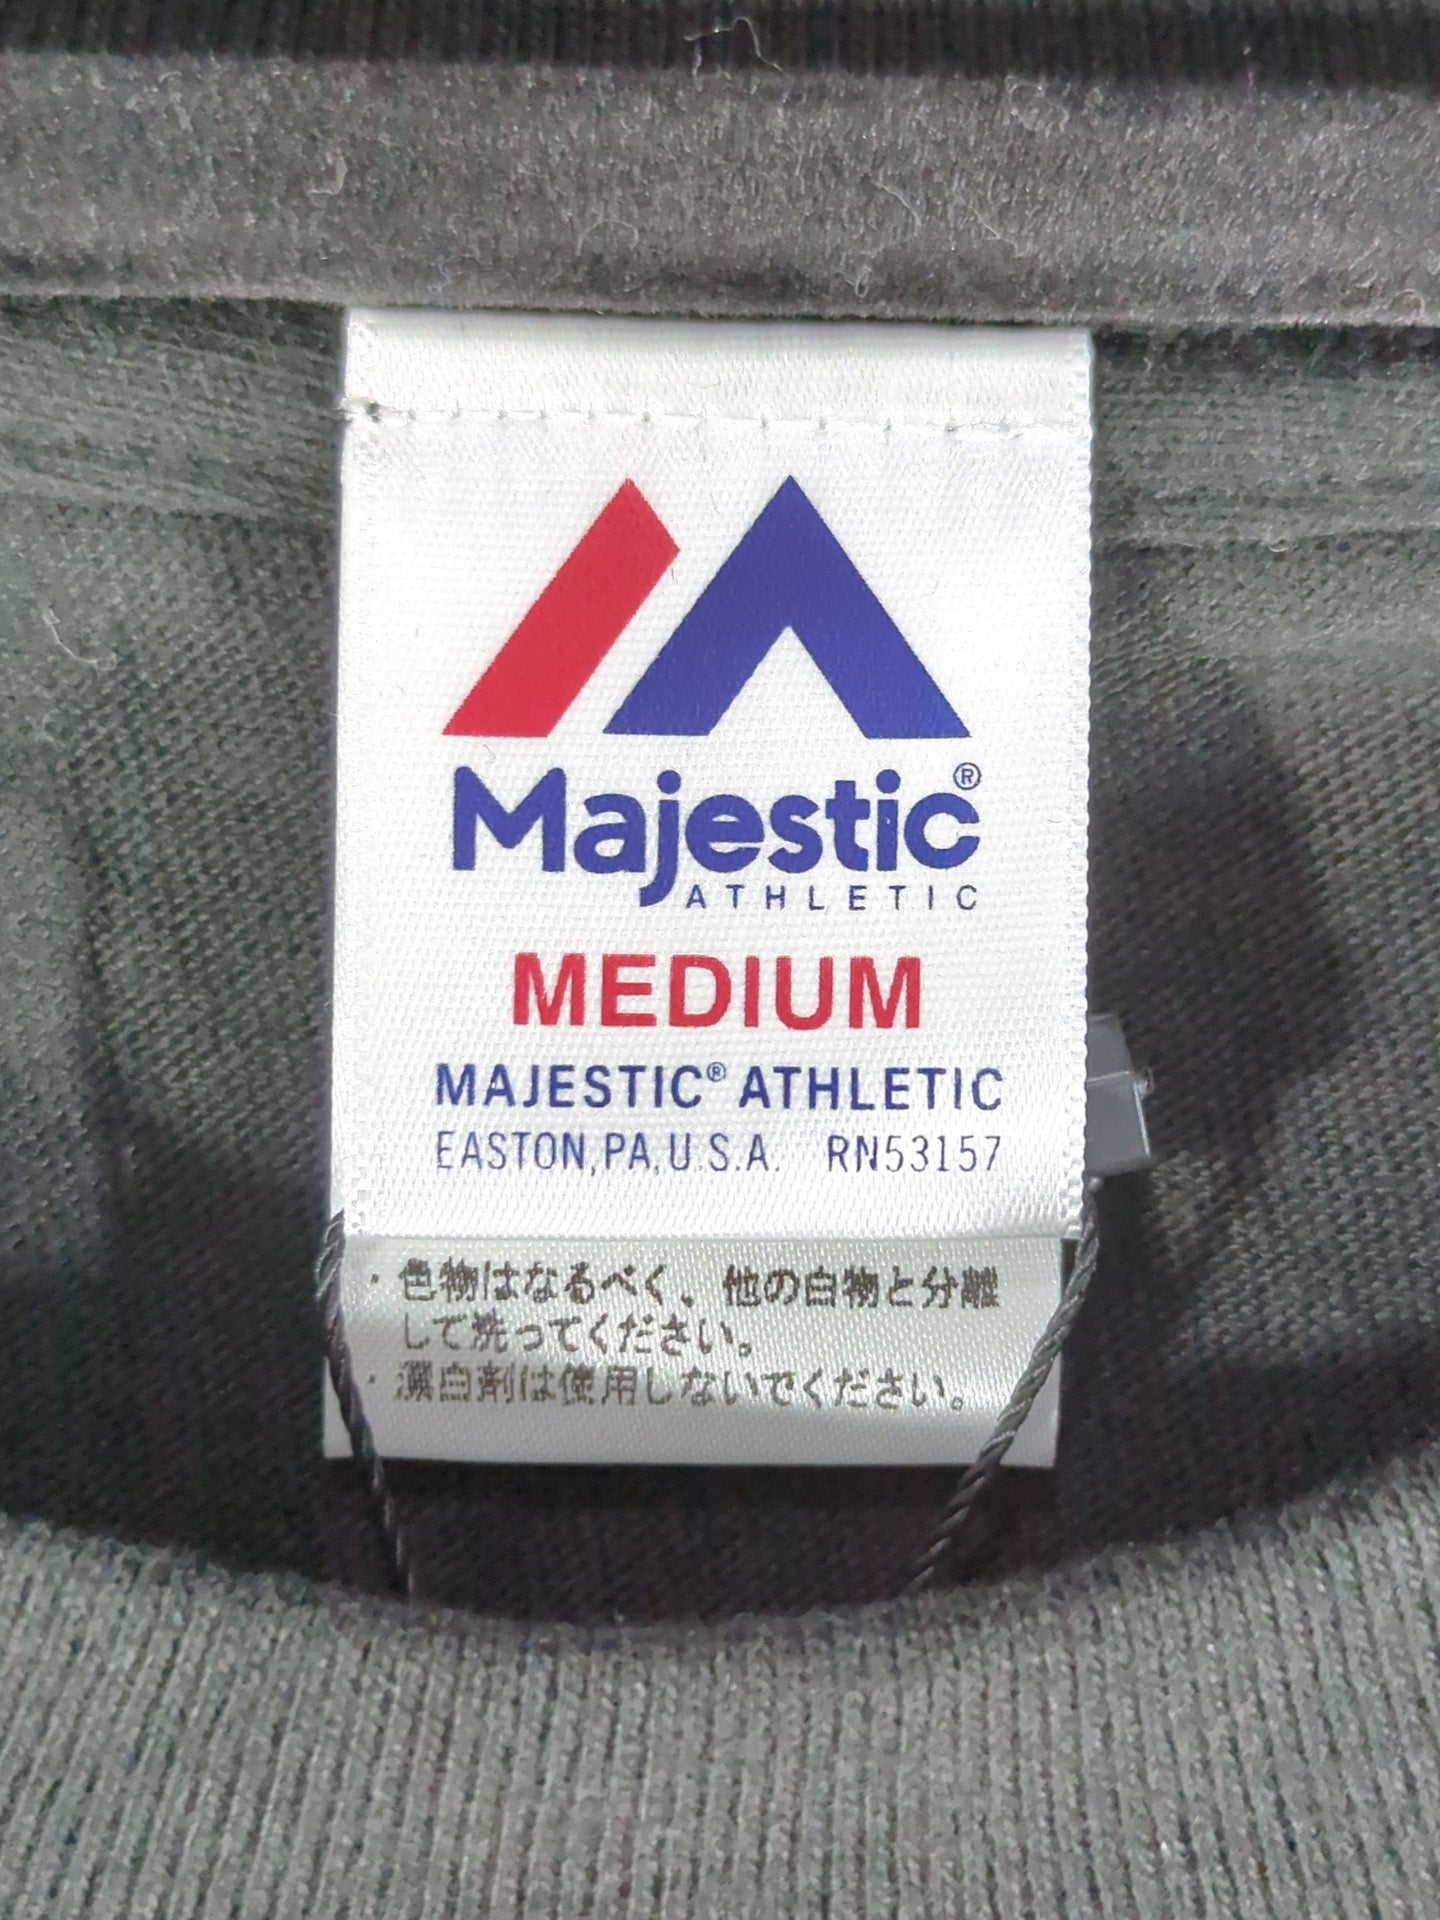 Majestic®
ATHLETIC
MEDIUM
MAJESTIC® ATHLETIC
EASTON, PA, U.S.A. RN53157
・色物はなるべく、他の白物と分離
して洗ってください。
・漂白剤は使用しないでください。